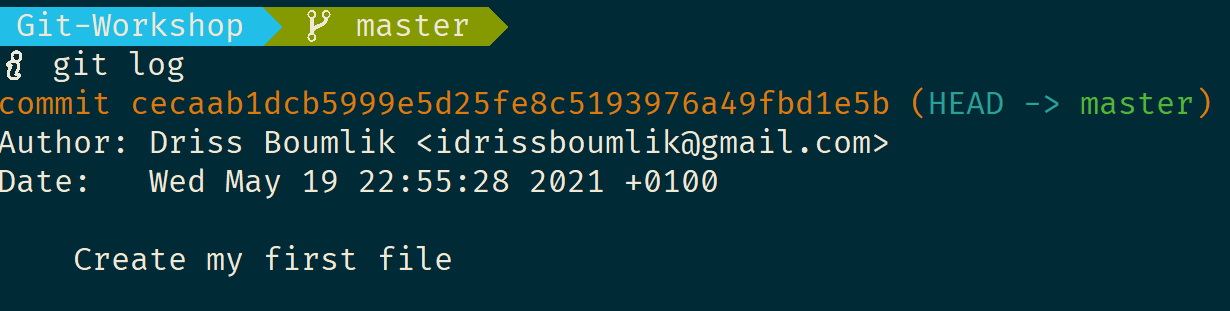 Git-Workshop master
git log
commit cecaab1dcb5999e5d25fe8c5193976a49fbd1e5b (HEAD -> master)
Author: Driss Boumlik <idrissboumlik@gmail.com>
Date:   Wed May 19 22:55:28 2021 +0100
Create my first file